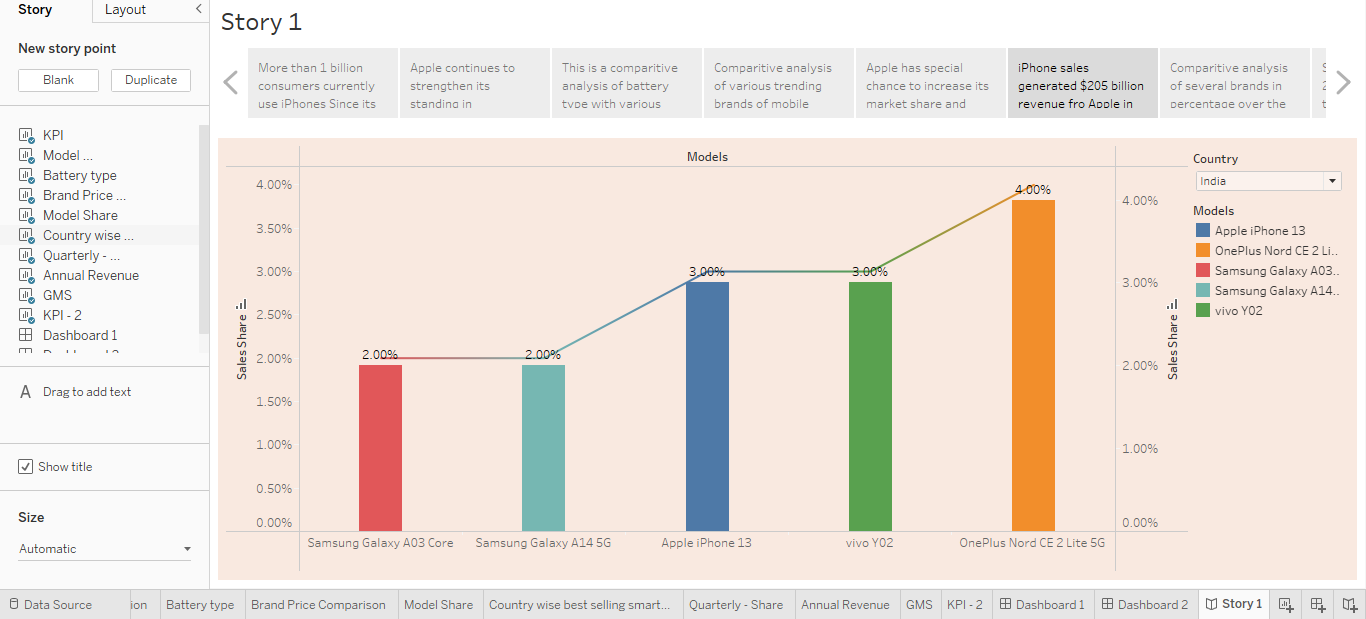 Story
Layout
New story point
Blank
Duplicate
KPI
Model ...
Battery type
Brand Price ...
Model Share
Country wise ...
Quarterly - ...
Annual Revenue
GMS
KPI - 2
Dashboard 1
A Drag to add text
Show title
Size
Automatic
Story 1
More than 1 billion
consumers currently
use iPhones Since its
Apple continues to
strengthen its
standing in
This is a comparitive
analysis of battery
type with various
Comparitive analysis
of various trending
brands of mobile
Apple has special
chance to increase its
market share and
iPhone sales
generated $205 billion
revenue fro Apple in
Comparitive analysis
of several brands in
percentage over the
Models
4.00%
3.50%
3.00%
2.50%
2.00%
1.50%
1.00%
0.50%
0.00%
Sales Share
2.00%
2.00%
3.00%
3.00%
4.00%
Samsung Galaxy A03 Core
Samsung Galaxy A14 5G
Apple iPhone 13
vivo Y02
OnePlus Nord CE 2 Lite 5G
4.00%
3.00%
2.00%
1.00%
0.00%
Sales Share
Country
India
Models
Apple iPhone 13
OnePlus Nord CE 2 Li..
Samsung Galaxy A03..
Samsung Galaxy A14..
vivo Y02
Data Source
ion
Battery type
Brand Price Comparison
Model Share
Country wise best selling smart...
Quarterly - Share
Annual Revenue
GMS
KPI - 2
Dashboard 1
Dashboard 2
Story 1